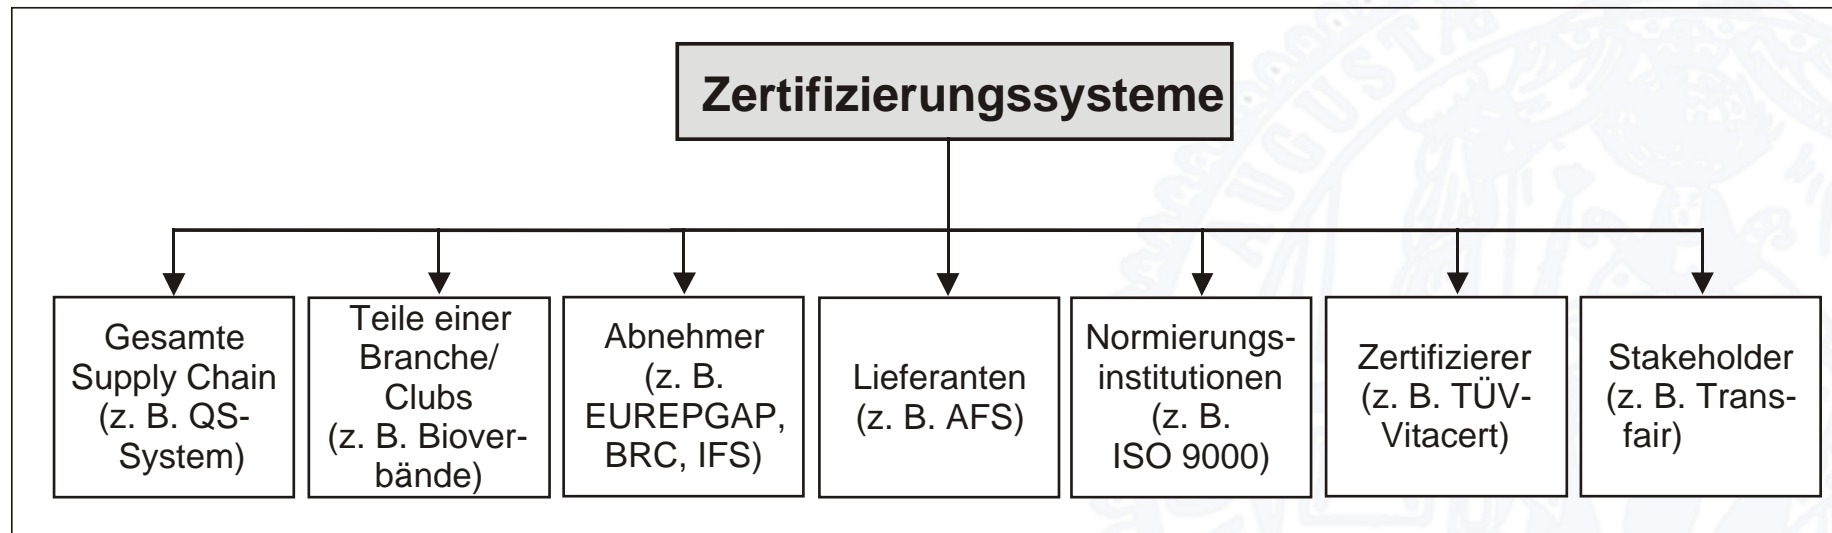 Zertifizierungssysteme
Gesamte
Supply Chain
(z. B. QS-
System)
Teile einer
Branche/
Clubs
(z. B. Biover-
bände)
Abnehmer
(z. B.
EUREPGAP,
BRC, IFS)
Lieferanten
(z. B. AFS)
Normierungs-
institutionen
(z. B.
ISO 9000)
Zertifizierer
(z. B. TÜV-
Vitacert)
Stakeholder
(z. B. Trans-
fair)
AUGUSTA